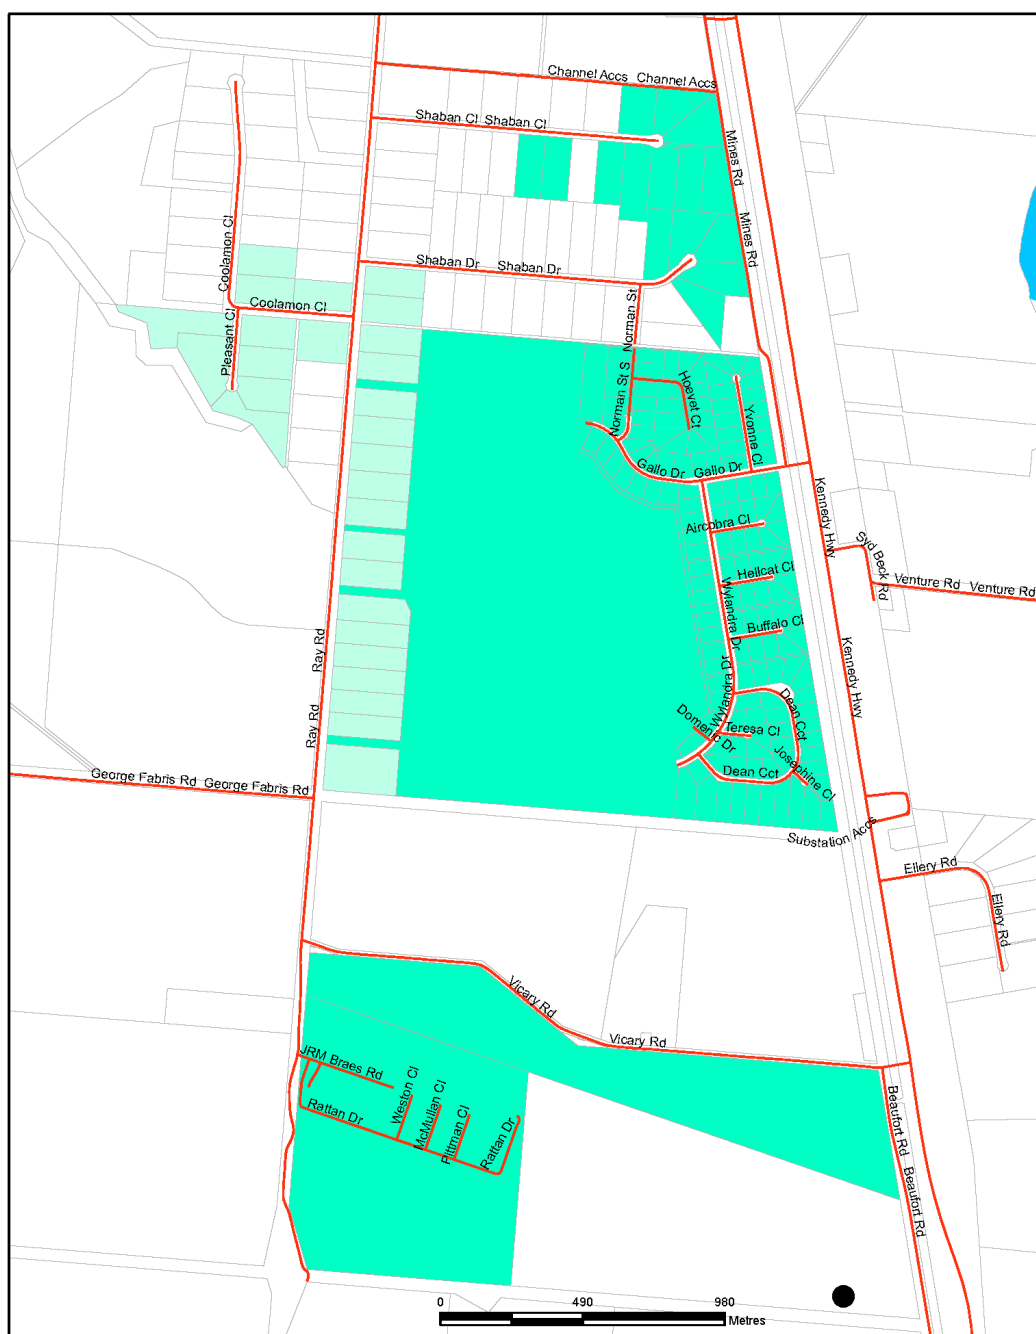 Channel Accs Channel Accs
Shaban Cl Shaban Cl
Mines Rd
Mines Rd
Coolamon Cl
Shaban Dr Shaban Dr
Coolamon Cl
Norman St
Pleasant Cl
Norman St S
Hoevet Ct
Yvonne Cl
Gallo Dr Gallo Dr
Kennedy Hwy
Aircobra Cl
Syd Beck Rd
Hellcat Cl
Venture Rd Venture Rd
Wylandra Dr
Buffalo Cl
Ray Rd
Kennedy Hwy
Wylandra Dr
Dean Cct
Domenic Dr
Teresa Cl
Ray Rd
Josephine Cl
Dean Cct
George Fabris Rd George Fabris Rd
Substation Accs
Ellery Rd
Ellery Rd
Vicary Rd
Vicary Rd
JRM Braes Rd
Weston Cl
McMullan Cl
Rattan Dr
Pittman Cl
Rattan Dr
Beaufort Rd
Beaufort Rd
0 490 980
Metres